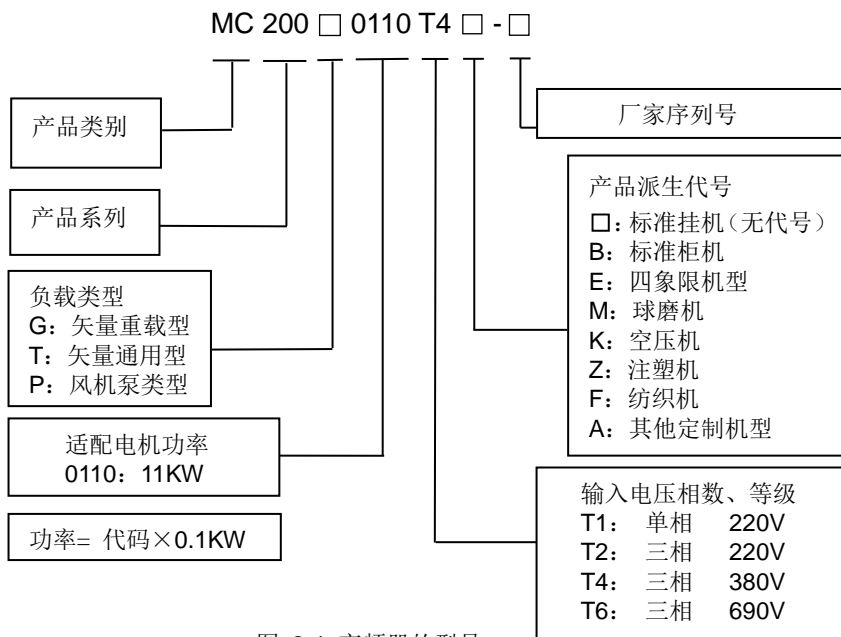 MC 200 □ 0110 T4 □ - □
产品类别
产品系列
负载类型
G：矢量重载型
T：矢量通用型
P：风机泵类型
适配电机功率
0110：11KW
功率= 代码×0.1KW
厂家序列号
产品派生代号
□：标准挂机（无代号）
B：标准柜机
E：四象限机型
M：球磨机
K：空压机
Z：注塑机
F：纺织机
A：其他定制机型
输入电压相数、等级
T1： 单相 220V
T2： 三相 220V
T4： 三相 380V
T6： 三相 690V